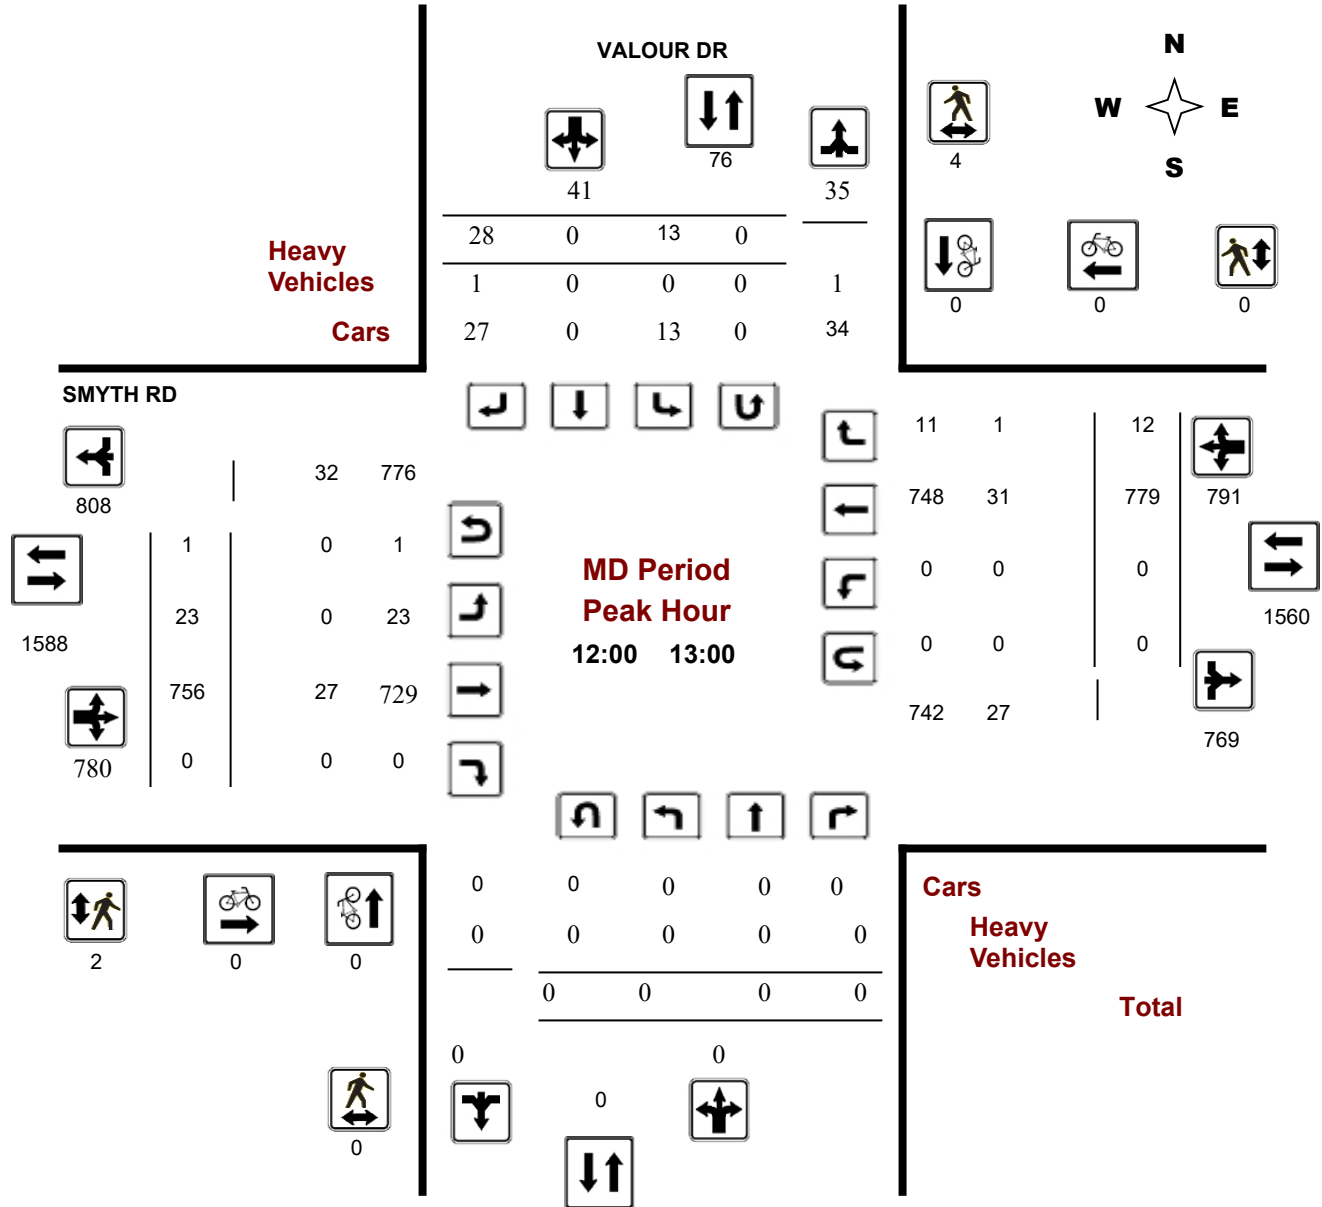 VALOUR DR
N
W E
S
76
4
41 35
28 0 13 0
Heavy
Vehicles
1 0 0 0 1
0 0 0
Cars
27 0 13 0 34
SMYTH RD
11 1 12
32 776
808
748 31 779 791
1 0 1
MD Period
0 0 0
Peak Hour
23 0 23
1560
1588
12:00 13:00
0 0 0
756 27 729
742 27
769
780 0 0 0
0 0 0 0 0
Cars
0 0 0 0 0
Heavy
Vehicles
2 0 0
0 0 0 0
Total
0 0
0
0